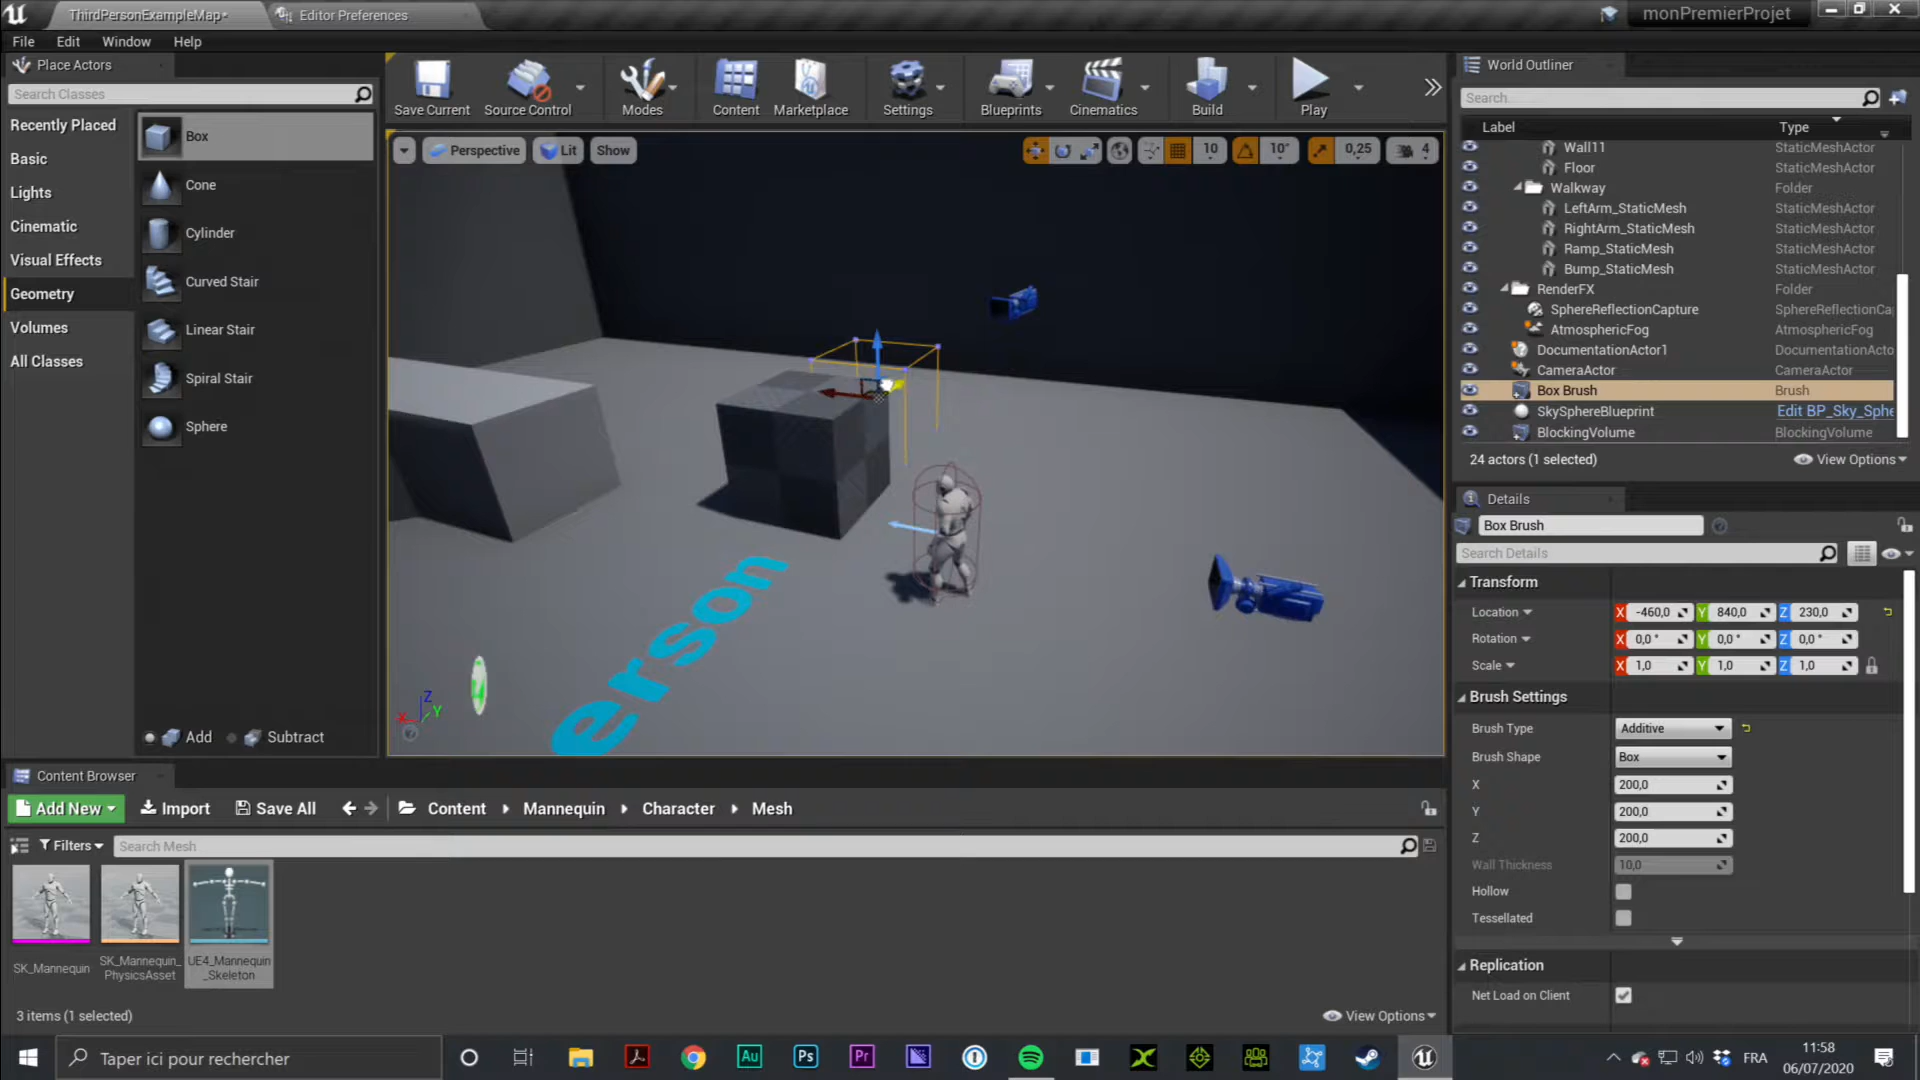 ThirdPersonExampleMap*
Editor Preferences
monPremierProjet
File Edit Window Help
Place Actors
Search Classes
Recently Placed
Basic
Lights
Cinematic
Visual Effects
Geometry
Volumes
All Classes
Box
Cone
Cylinder
Curved Stair
Linear Stair
Spiral Stair
Sphere
Add Subtract
Save Current
Source Control
Modes
Content
Marketplace
Settings
Blueprints
Cinematics
Build
Play
Perspective Lit Show
10 10° 0,25 4
erson
X Z Y
World Outliner
Search...
Label Type
Wall11 StaticMeshActor
Floor StaticMeshActor
Walkway Folder
LeftArm_StaticMesh StaticMeshActor
RightArm_StaticMesh StaticMeshActor
Ramp_StaticMesh StaticMeshActor
Bump_StaticMesh StaticMeshActor
RenderFX Folder
SphereReflectionCapture SphereReflectionCa
AtmosphericFog AtmosphericFog
DocumentationActor1 DocumentationActo
CameraActor CameraActor
Box Brush Brush
SkySphereBlueprint Edit BP_Sky_Sphe
BlockingVolume BlockingVolume
24 actors (1 selected) View Options
Details
Box Brush
Search Details
Transform
Location X -460,0 Y 840,0 Z 230,0
Rotation X 0,0 ° Y 0,0 ° Z 0,0 °
Scale X 1,0 Y 1,0 Z 1,0
Brush Settings
Brush Type Additive
Brush Shape Box
X 200,0
Y 200,0
Z 200,0
Wall Thickness 10,0
Hollow
Tessellated
Replication
Net Load on Client
Content Browser
Add New Import Save All Content Mannequin Character Mesh
Filters Search Mesh
SK_Mannequin
SK_Mannequin_
PhysicsAsset
UE4_Mannequin
_Skeleton
3 items (1 selected) View Options
Taper ici pour rechercher
Au Ps Pr
FRA
11:58
06/07/2020